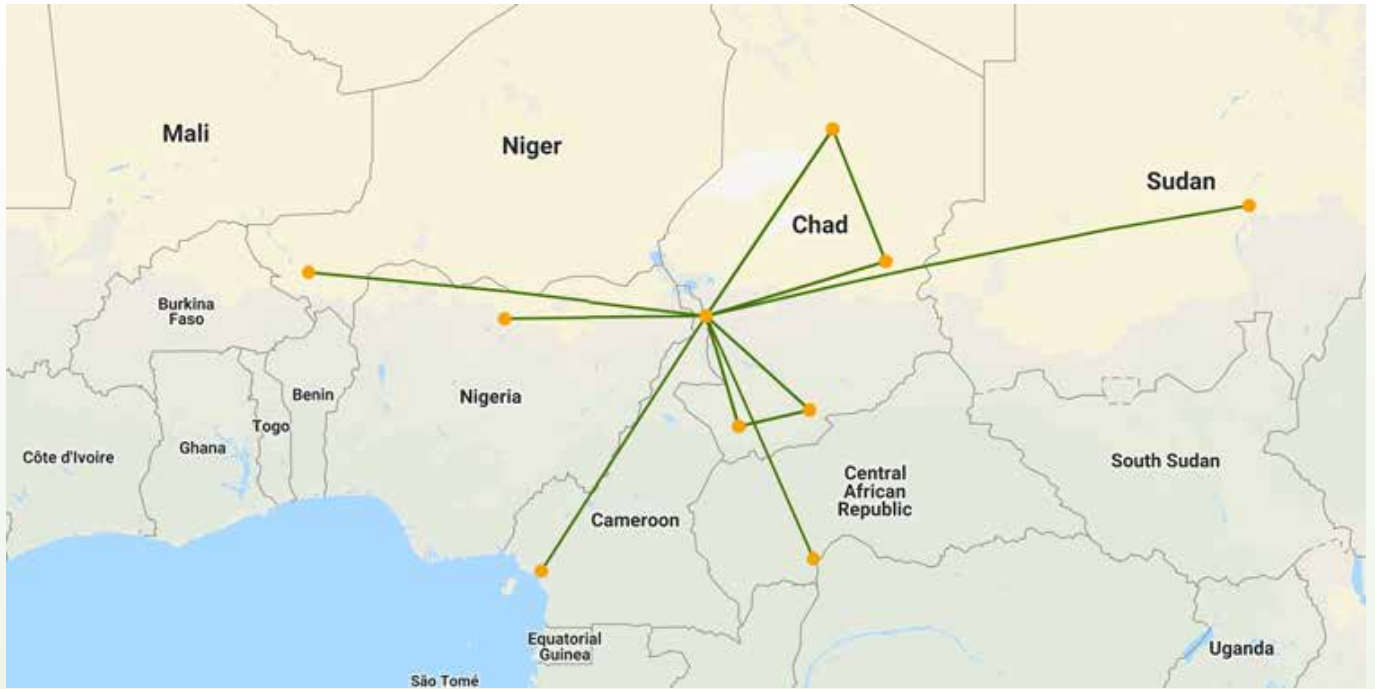 Mali
Niger
Sudan
Chad
Burkina
Faso
Benin
Nigeria
Togo
Ghana
Côte d'Ivoire
Central
African
Republic
South Sudan
Cameroon
Equatorial
Guinea
Uganda
São Tomé